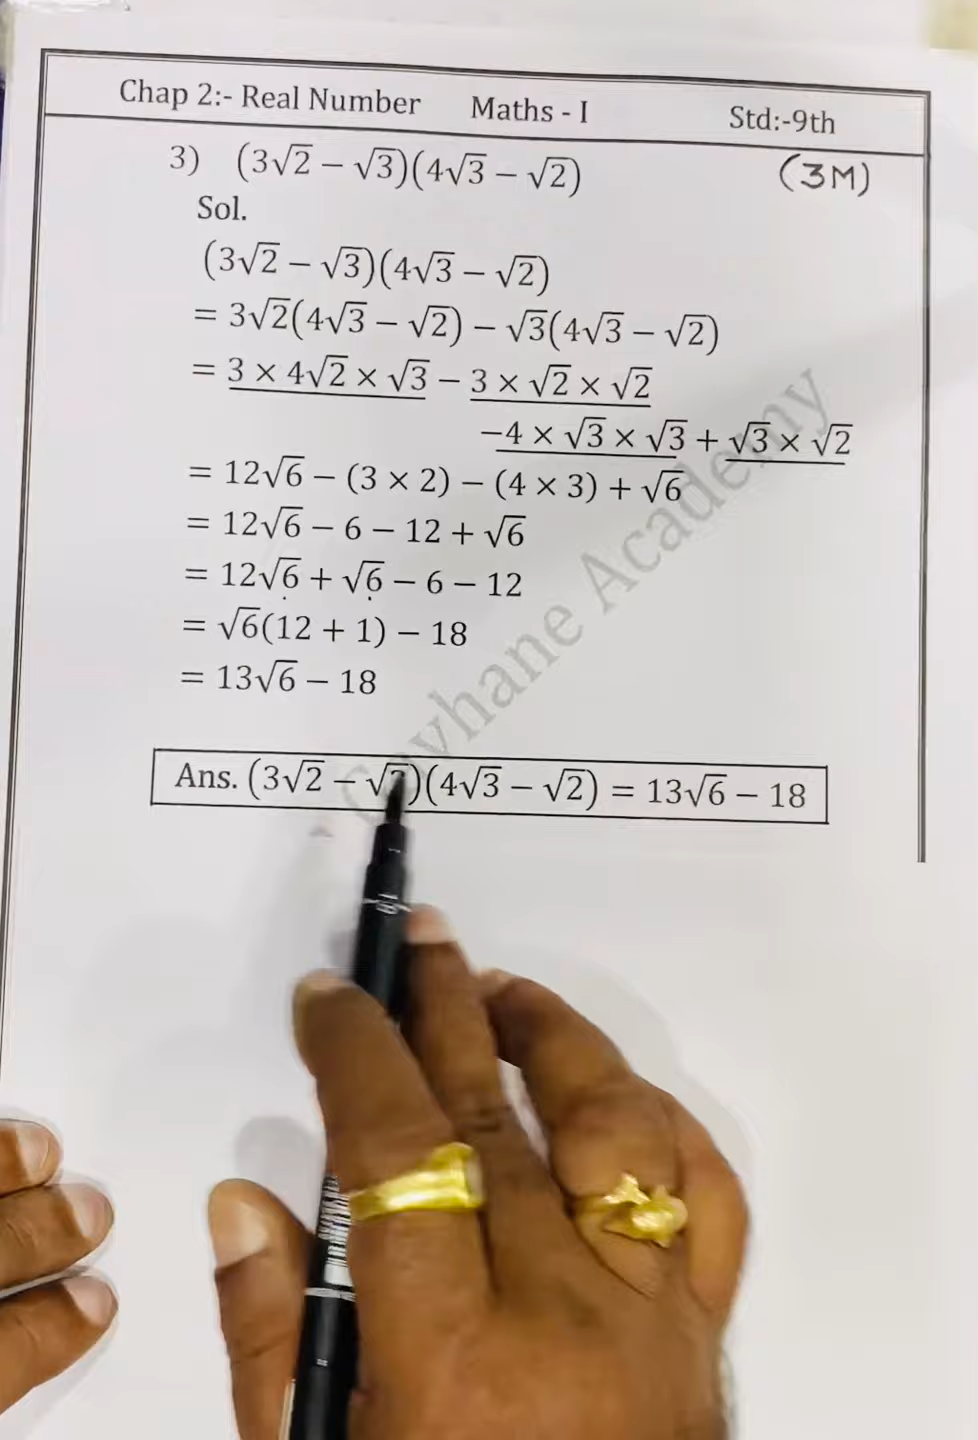 Chap 2:- Real Number Maths - I Std:-9th
3) (3√2 − √3)(4√3 − √2) (3M)
Sol.
(3√2 − √3)(4√3 − √2)
= 3√2(4√3 − √2) − √3(4√3 − √2)
= 3 × 4√2 × √3 − 3 × √2 × √2
−4 × √3 × √3 + √3 × √2
= 12√6 − (3 × 2) − (4 × 3) + √6
= 12√6 − 6 − 12 + √6
= 12√6 + √6 − 6 − 12
= √6(12 + 1) − 18
= 13√6 − 18
Ans. (3√2 − √3)(4√3 − √2) = 13√6 − 18
Academy